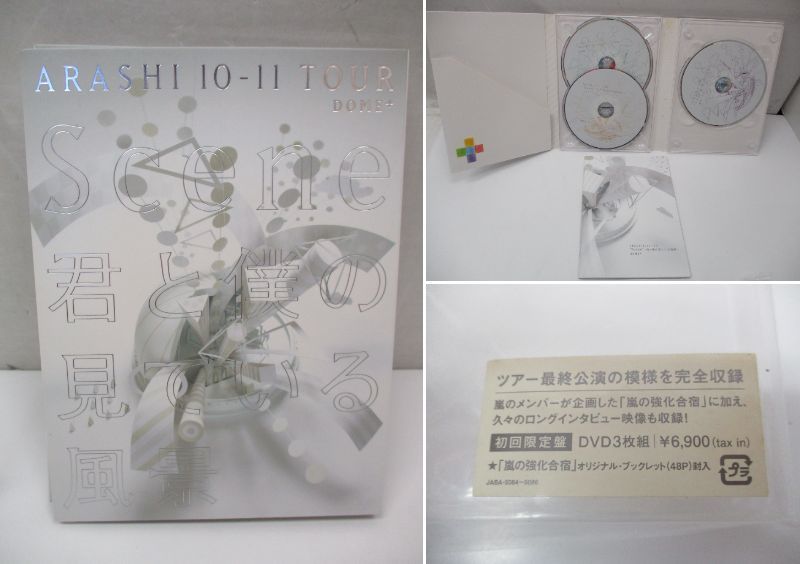 ARASHI 10-11 TOUR
DOME+
Scene
君と僕の
見ている
風景
ツアー最終公演の模様を完全収録
嵐のメンバーが企画した「嵐の強化合宿」に加え、
久々のロングインタビュー映像も収録！
初回限定盤 DVD3枚組 ¥6,900(tax in)
★「嵐の強化合宿」オリジナル・ブックレット(48P)封入
プラ